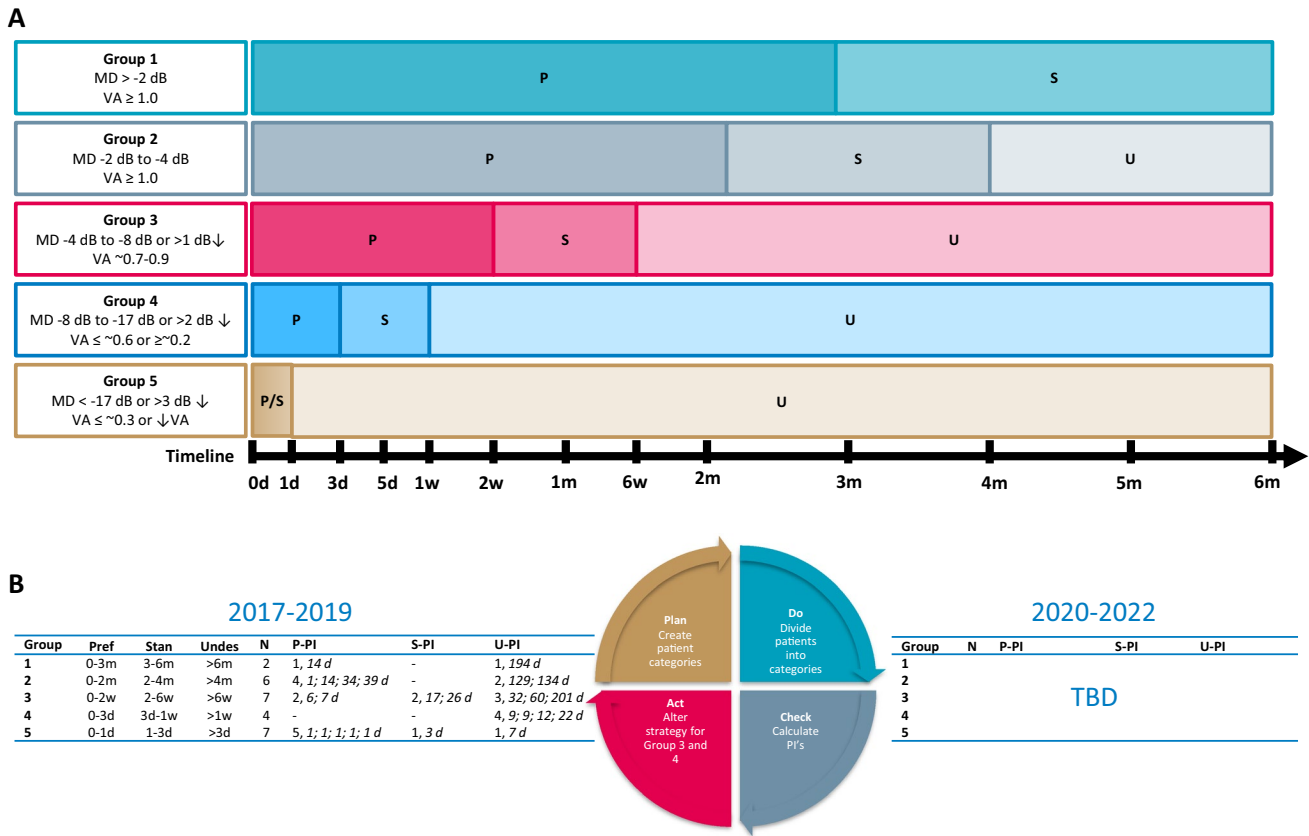 A
Group 1
MD > -2 dB
VA ≥ 1.0
P
S
Group 2
MD -2 dB to -4 dB
VA ≥ 1.0
P
S
U
Group 3
MD -4 dB to -8 dB or >1 dB↓
VA ~0.7-0.9
P
S
U
Group 4
MD -8 dB to -17 dB or >2 dB ↓
VA ≤ ~0.6 or ≥~0.2
P
S
U
Group 5
MD < -17 dB or >3 dB ↓
VA ≤ ~0.3 or ↓VA
P/S
U
Timeline
0d 1d 3d 5d 1w 2w 1m 6w 2m 3m 4m 5m 6m
B
2017-2019
Group Pref Stan Undes N P-PI S-PI U-PI
1 0-3m 3-6m >6m 2 1, 14 d - 1, 194 d
2 0-2m 2-4m >4m 6 4, 1; 14; 34; 39 d - 2, 129; 134 d
3 0-2w 2-6w >6w 7 2, 6; 7 d 2, 17; 26 d 3, 32; 60; 201 d
4 0-3d 3d-1w >1w 4 - - 4, 9; 9; 12; 22 d
5 0-1d 1-3d >3d 7 5, 1; 1; 1; 1; 1 d 1, 3 d 1, 7 d
Plan
Create
patient
categories
Do
Divide
patients
into
categories
Act
Alter
strategy for
Group 3 and
4
Check
Calculate
PI's
2020-2022
Group N P-PI S-PI U-PI
1
2
3
4
5
TBD